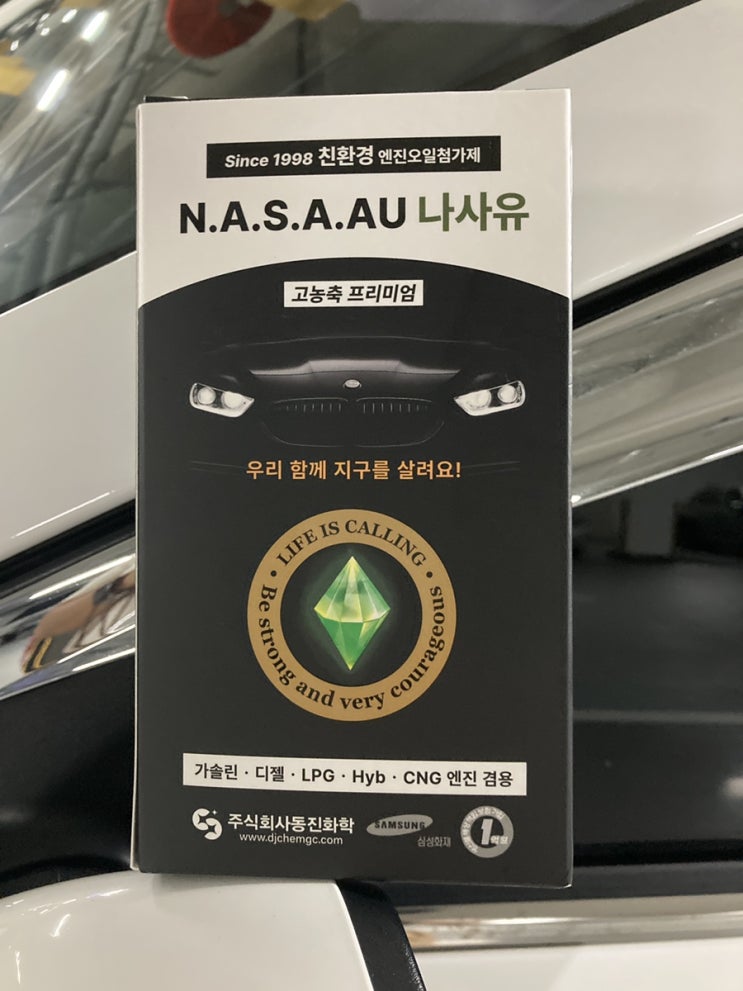 Since 1998 친환경 엔진오일첨가제
N.A.S.A.AU 나사유
고농축 프리미엄
우리 함께 지구를 살려요!
LIFE IS CALLING
Be strong and very courageous
가솔린 · 디젤 · LPG · Hyb · CNG 엔진 겸용
주식회사동진화학
www.djchemgc.com
SAMSUNG
삼성화재
1억원